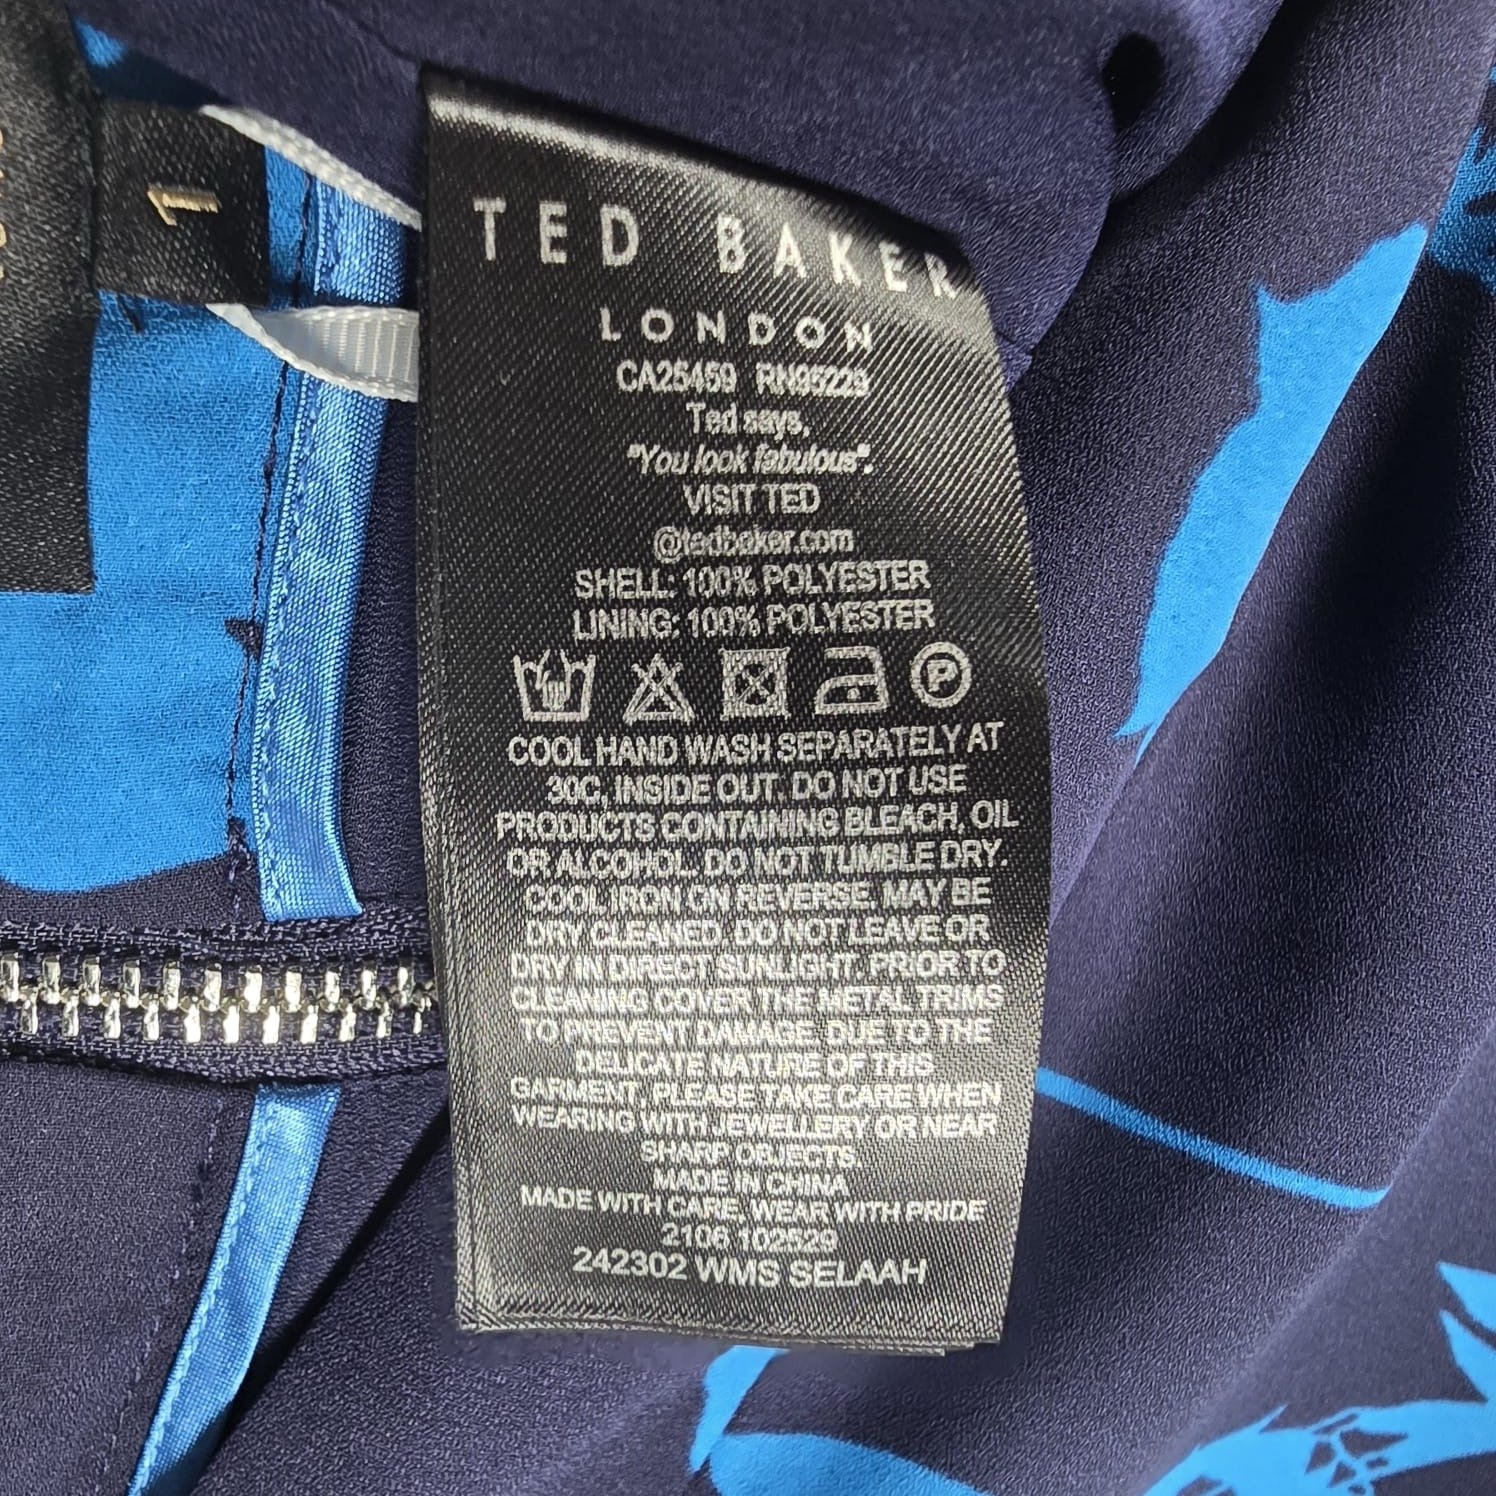 1
TED BAKER
LONDON
CA25459 RN95229
Ted says,
"You look fabulous".
VISIT TED
@tedbaker.com
SHELL: 100% POLYESTER
LINING: 100% POLYESTER
P
COOL HAND WASH SEPARATELY AT
30C, INSIDE OUT. DO NOT USE
PRODUCTS CONTAINING BLEACH, OIL
OR ALCOHOL. DO NOT TUMBLE DRY.
COOL IRON ON REVERSE. MAY BE
DRY CLEANED. DO NOT LEAVE OR
DRY IN DIRECT SUNLIGHT. PRIOR TO
CLEANING COVER THE METAL TRIMS
TO PREVENT DAMAGE. DUE TO THE
DELICATE NATURE OF THIS
GARMENT, PLEASE TAKE CARE WHEN
WEARING WITH JEWELLERY OR NEAR
SHARP OBJECTS.
MADE IN CHINA
MADE WITH CARE, WEAR WITH PRIDE
2106 102529
242302 WMS SELAAH